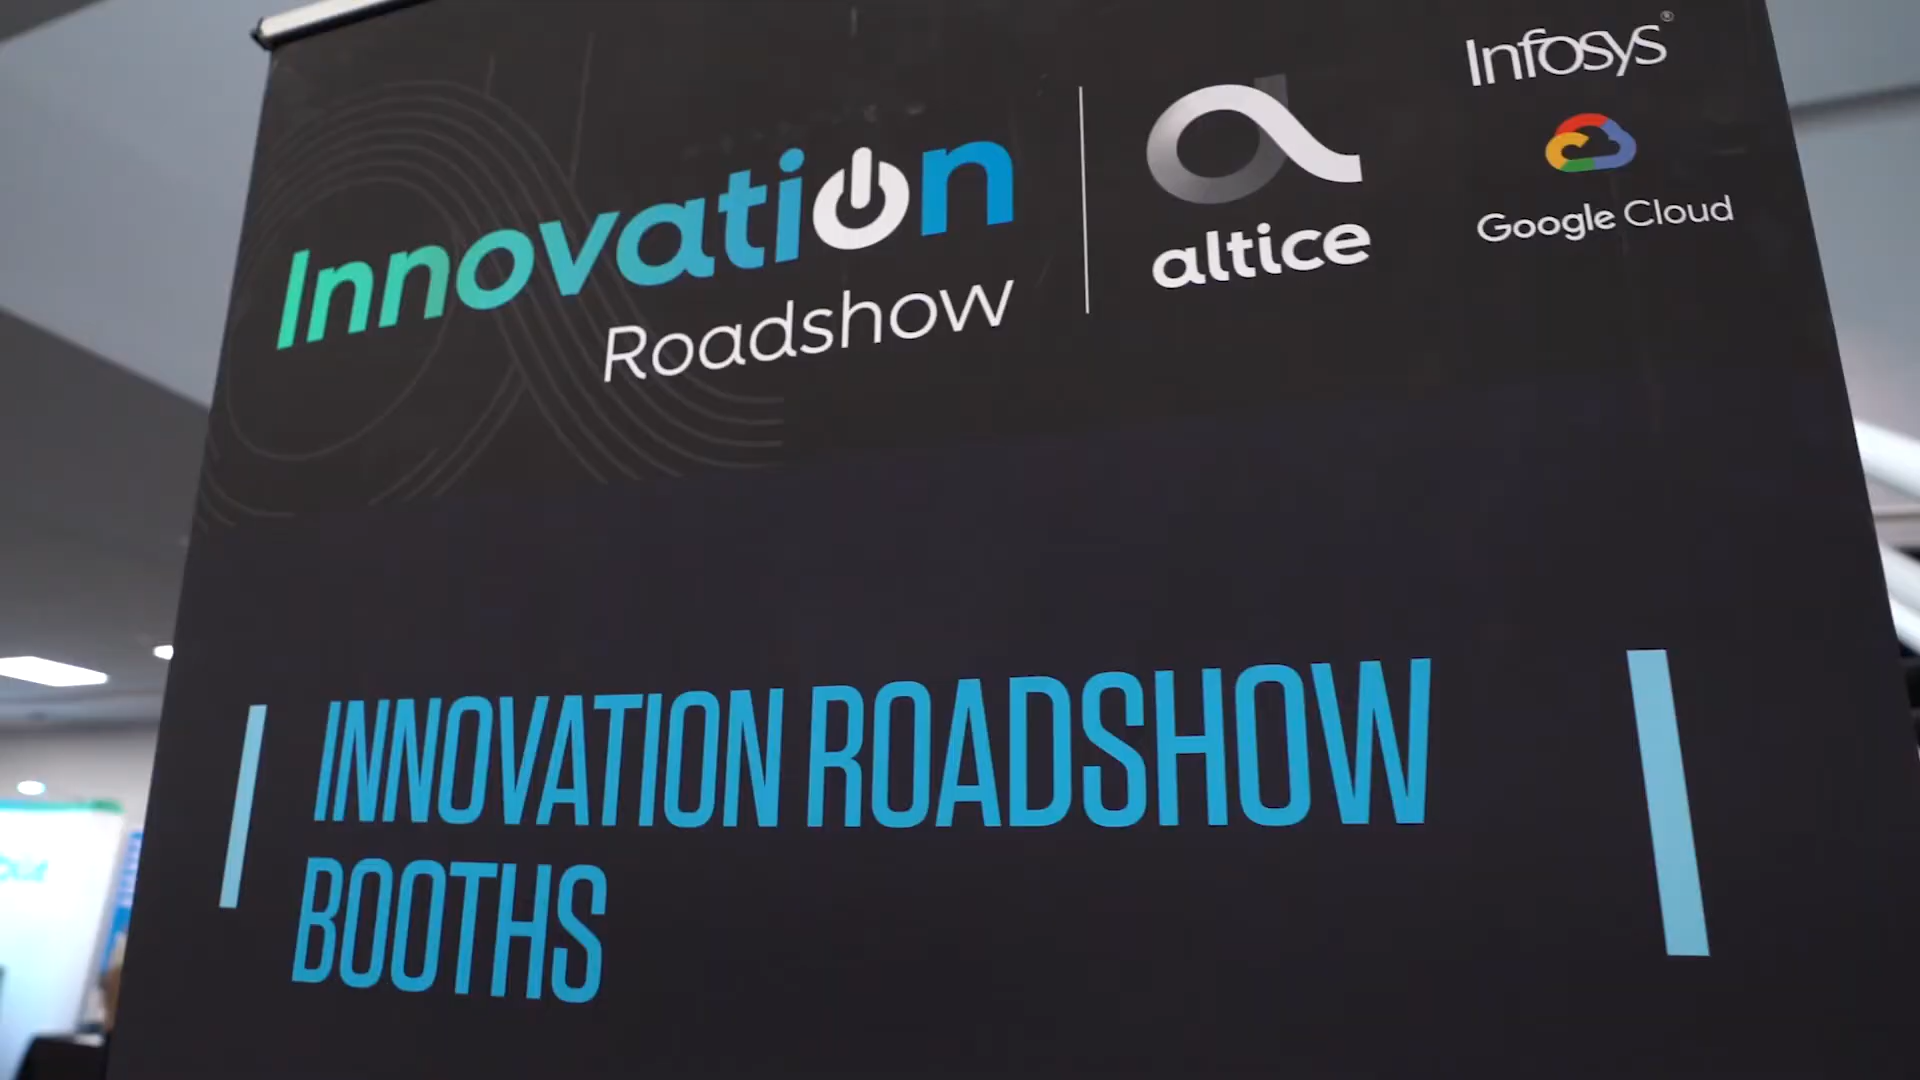 Innovation
Roadshow
altice
Infosys®
Google Cloud
INNOVATION ROADSHOW
BOOTHS